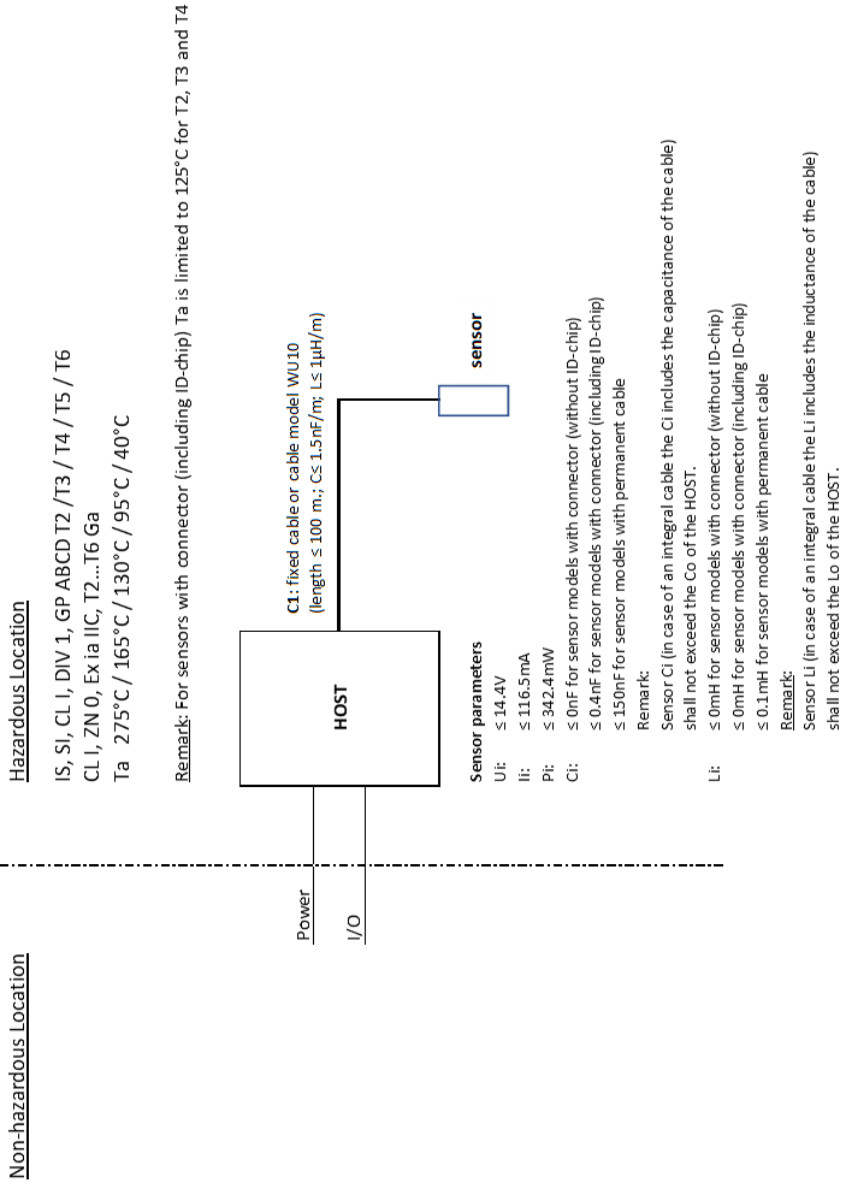 Non-hazardous Location
Hazardous Location
IS, SI, CL I, DIV 1, GP ABCD T2 /T3 / T4 / T5 / T6
CL I, ZN 0, Ex ia IIC, T2...T6 Ga
Ta 275°C / 165°C / 130°C / 95°C / 40°C
Remark: For sensors with connnector (including ID-chip) Ta is limited to 125°C for T2, T3 and T4
Power
I/O
HOST
C1: fixed cable or cable model WU10
(length ≤ 100 m.; C≤ 1.5nF/m; L≤ 1µH/m)
sensor
Sensor parameters
Ui: ≤ 14.4V
Ii: ≤ 116.5mA
Pi: ≤ 342.4mW
Ci: ≤ 0nF for sensor models with connector (without ID-chip)
≤ 0.4nF for sensor models with connector (including ID-chip)
≤ 150nF for sensor models with permanent cable
Remark:
Sensor Ci (in case of an integral cable the Ci includes the capacitance of the cable)
shall not exceed the Co of the HOST.
Li: ≤ 0mH for sensor models with connector (without ID-chip)
≤ 0mH for sensor models with connector (including ID-chip)
≤ 0.1mH for sensor models with permanent cable
Remark:
Sensor Li (in case of an integral cable the Li includes the inductance of the cable)
shall not exceed the Lo of the HOST.